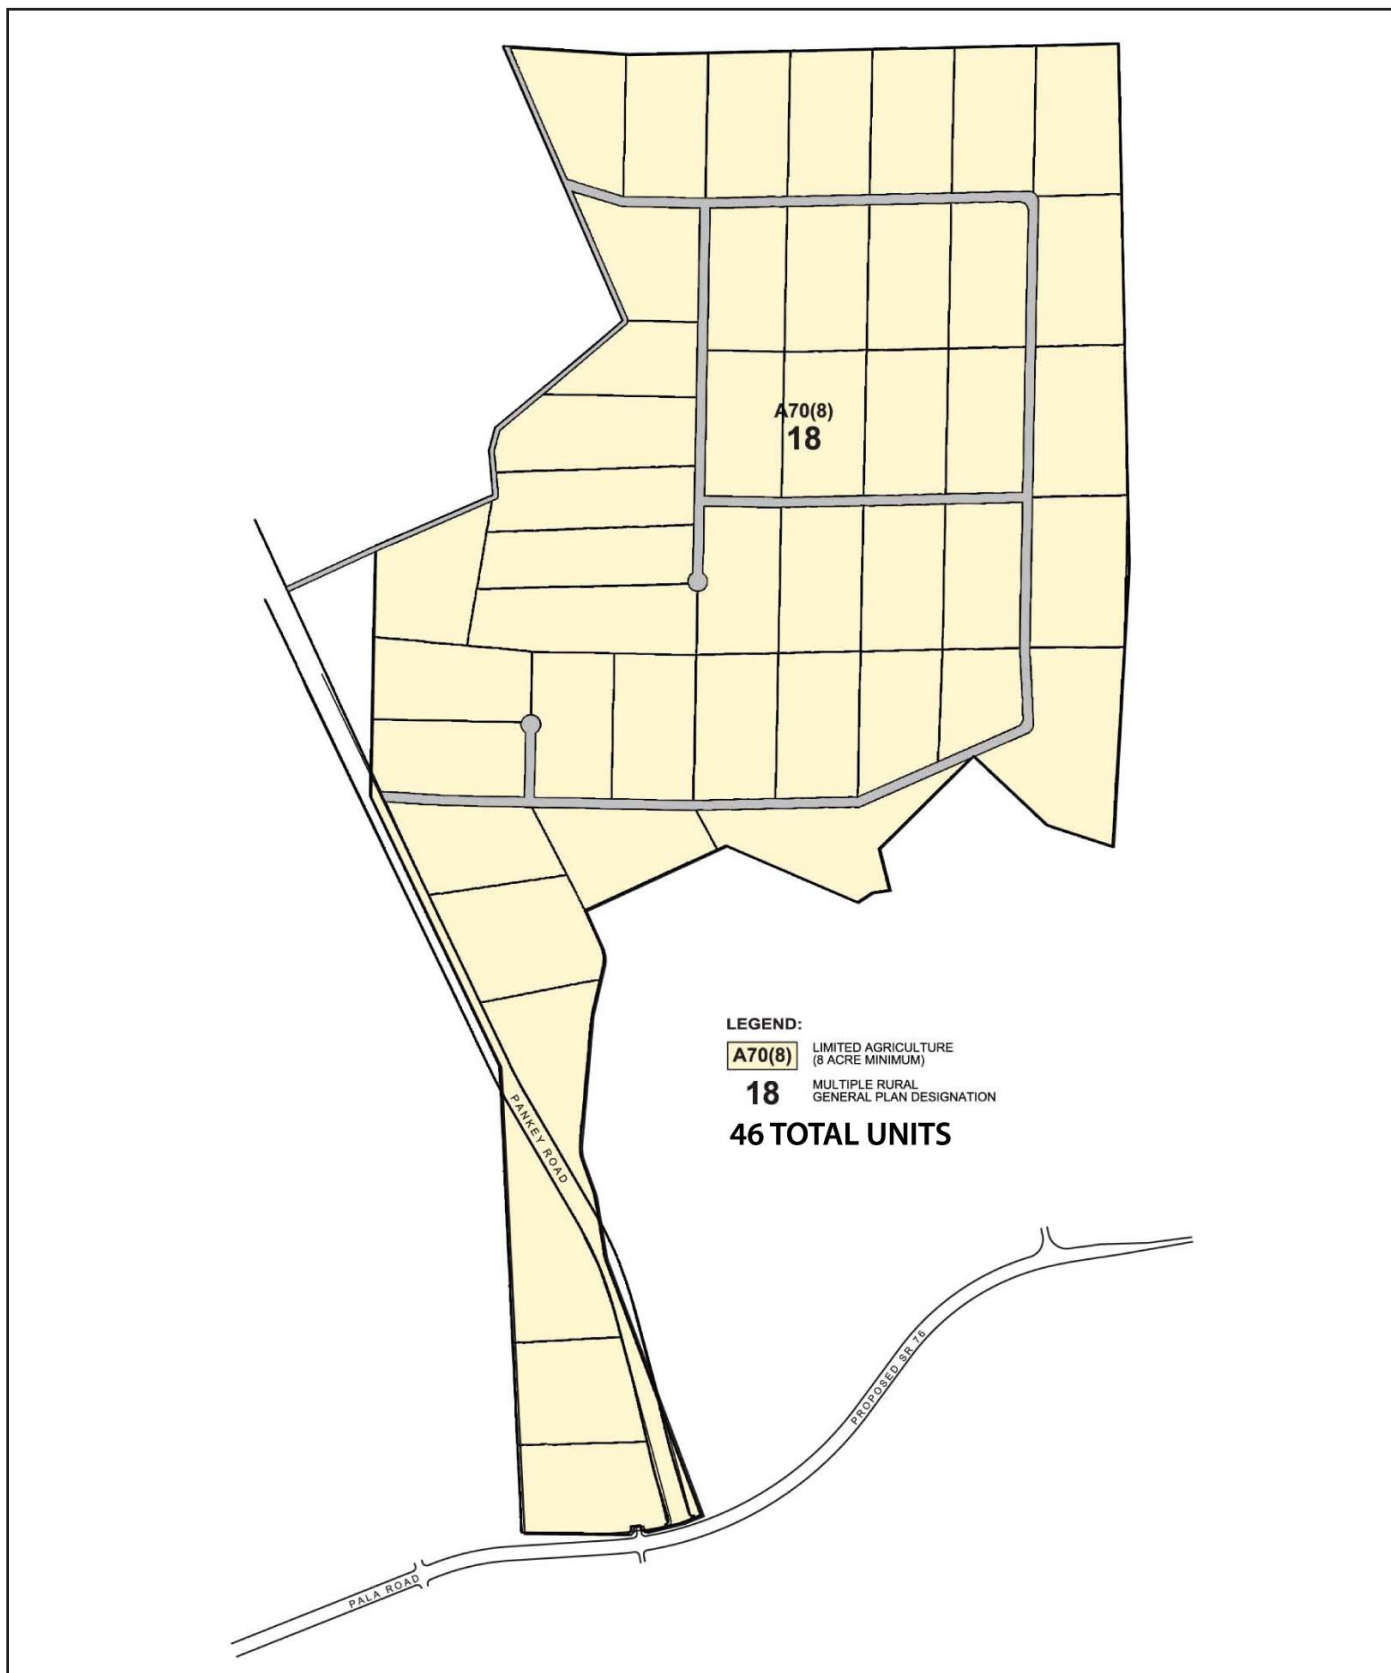 A70(8)
18
LEGEND:
A70(8)
LIMITED AGRICULTURE
(8 ACRE MINIMUM)
18
MULTIPLE RURAL
GENERAL PLAN DESIGNATION
46 TOTAL UNITS
PANKEY ROAD
PROPOSED SR 76
PALA ROAD